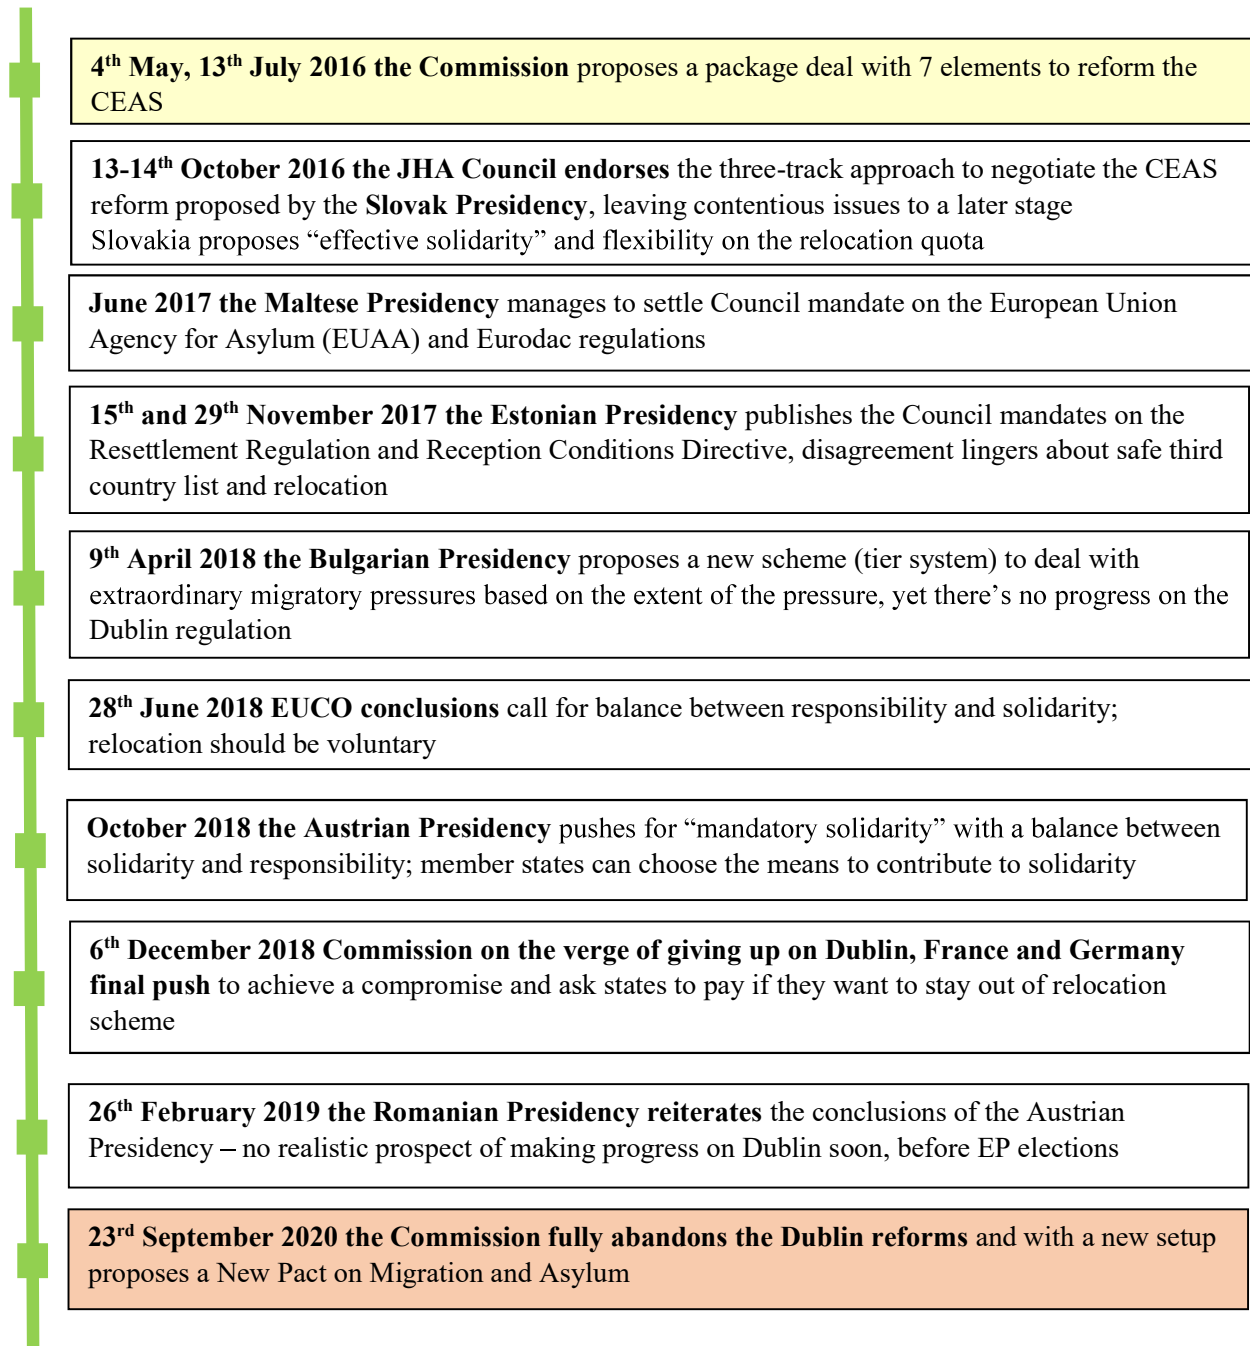 4th May, 13th July 2016 the Commission proposes a package deal with 7 elements to reform the
CEAS
13-14th October 2016 the JHA Council endorses the three-track approach to negotiate the CEAS
reform proposed by the Slovak Presidency, leaving contentious issues to a later stage
Slovakia proposes “effective solidarity” and flexibility on the relocation quota
June 2017 the Maltese Presidency manages to settle Council mandate on the European Union
Agency for Asylum (EUAA) and Eurodac regulations
15th and 29th November 2017 the Estonian Presidency publishes the Council mandates on the
Resettlement Regulation and Reception Conditions Directive, disagreement lingers about safe third
country list and relocation
9th April 2018 the Bulgarian Presidency proposes a new scheme (tier system) to deal with
extraordinary migratory pressures based on the extent of the pressure, yet there’s no progress on the
Dublin regulation
28th June 2018 EUCO conclusions call for balance between responsibility and solidarity;
relocation should be voluntary
October 2018 the Austrian Presidency pushes for “mandatory solidarity” with a balance between
solidarity and responsibility; member states can choose the means to contribute to solidarity
6th December 2018 Commission on the verge of giving up on Dublin, France and Germany
final push to achieve a compromise and ask states to pay if they want to stay out of relocation
scheme
26th February 2019 the Romanian Presidency reiterates the conclusions of the Austrian
Presidency – no realistic prospect of making progress on Dublin soon, before EP elections
23rd September 2020 the Commission fully abandons the Dublin reforms and with a new setup
proposes a New Pact on Migration and Asylum